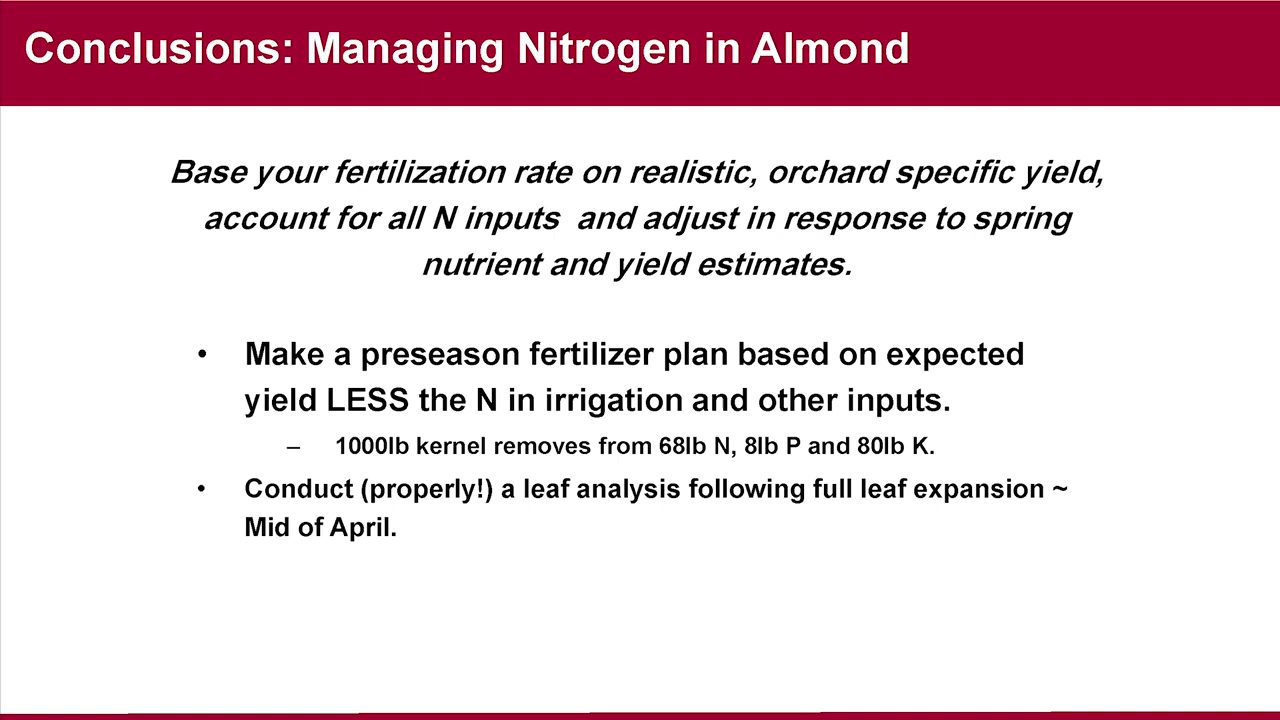 Conclusions: Managing Nitrogen in Almond
Base your fertilization rate on realistic, orchard specific yield,
account for all N inputs  and adjust in response to spring
nutrient and yield estimates.
• Make a preseason fertilizer plan based on expected
yield LESS the N in irrigation and other inputs.
– 1000lb kernel removes from 68lb N, 8lb P and 80lb K.
• Conduct (properly!) a leaf analysis following full leaf expansion ~
Mid of April.